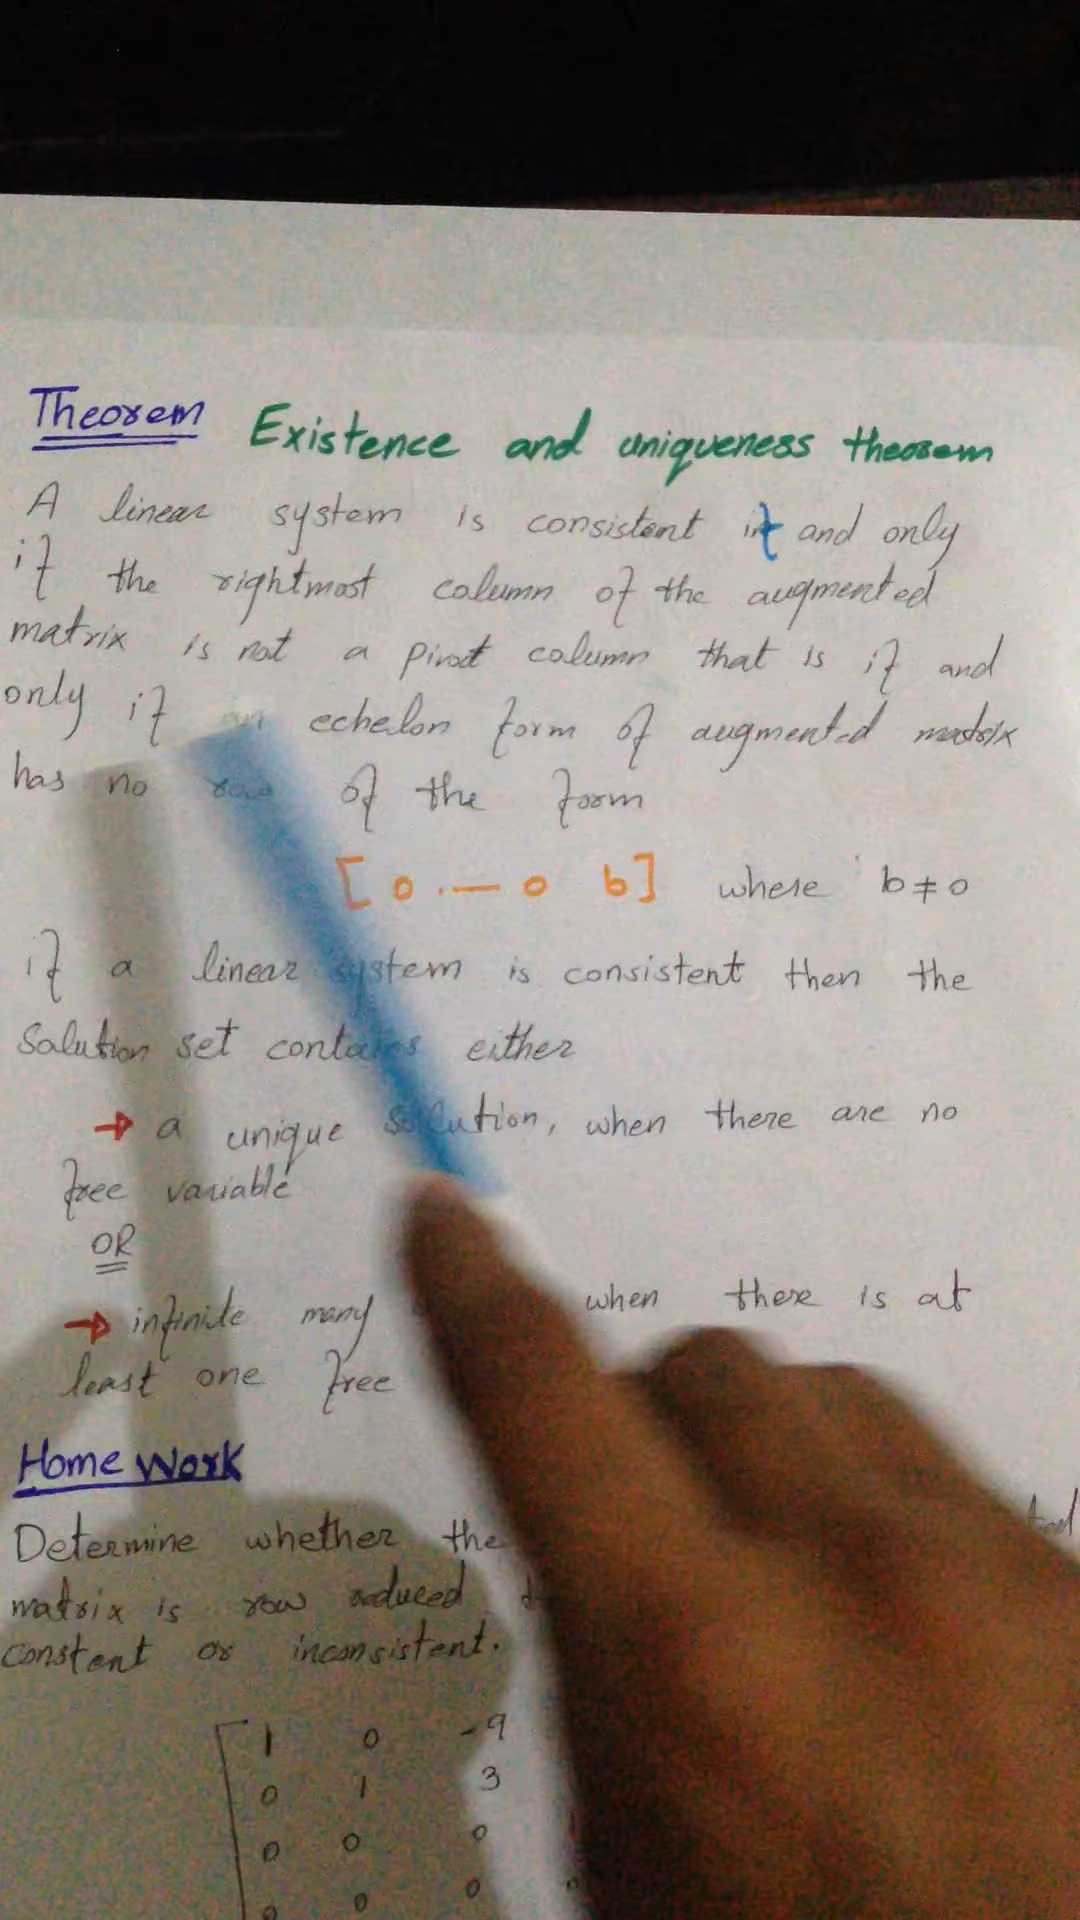 Theorem Existence and uniqueness theorem
A linear system is consistent if and only
if the rightmost column of the augmented
matrix is not a pivot column that is if and
only if an echelon form of augmented matrix
has no row of the form
[0 .— 0 b] where b ≠ 0
if a linear system is consistent then the
Solution set contains either
→ a unique solution, when there are no
free variable
OR
→ infinite many when there is at
least one free
Home Work
Determine whether the
matrix is row reduced
constent or inconsistent.
1 0 -9
0 1 3
0 0 0
0 0 0 0